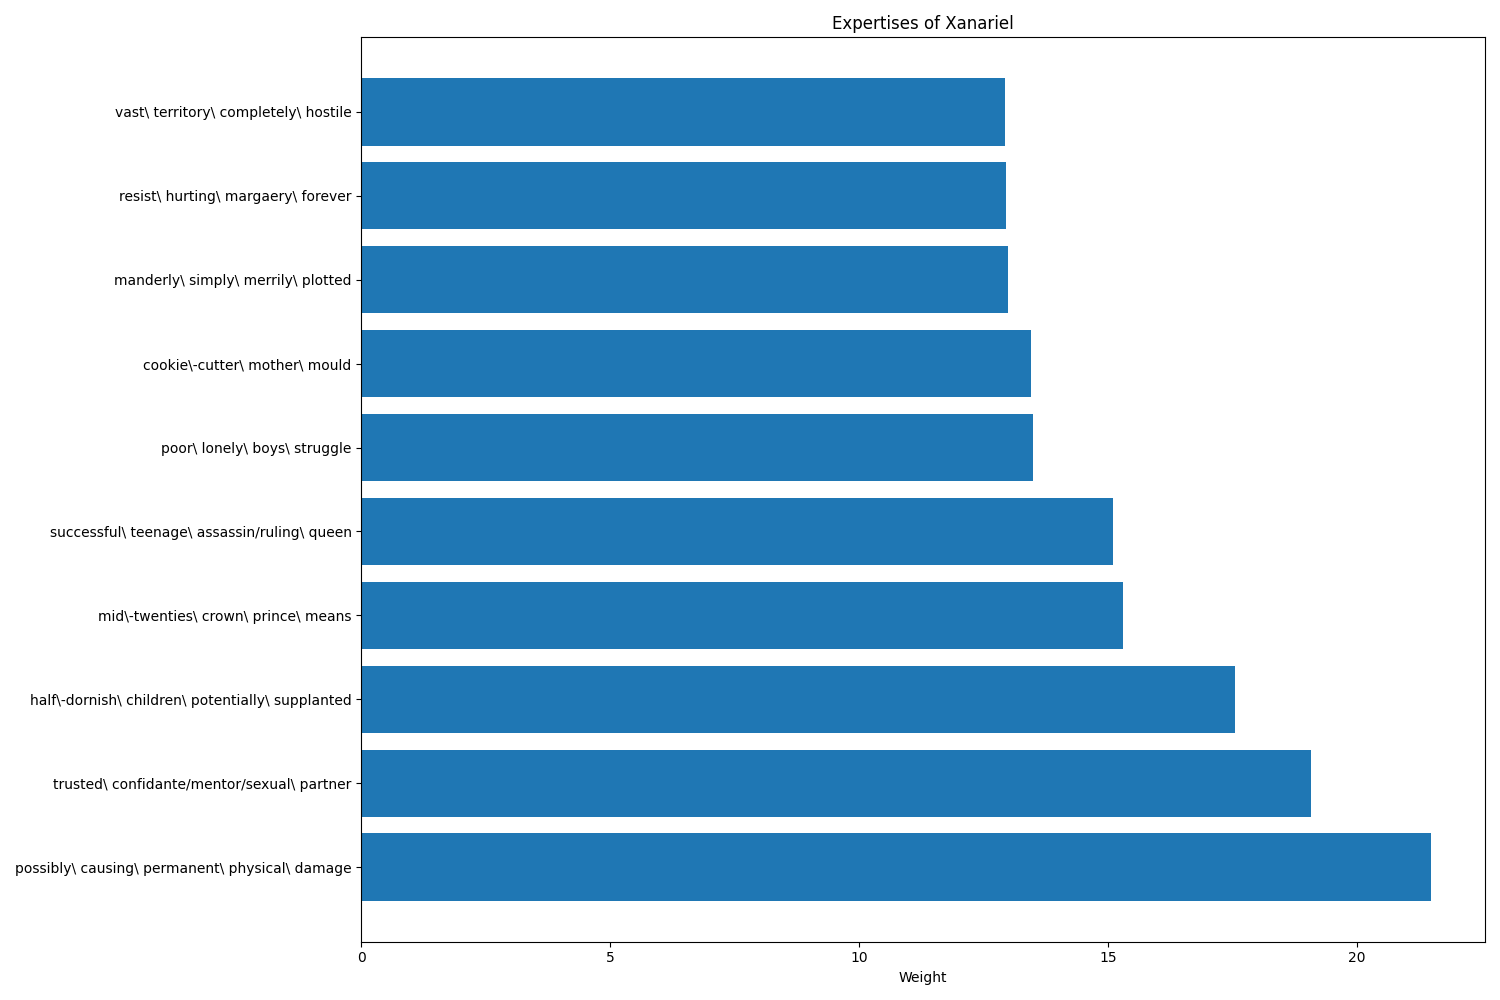 Expertises of Xanariel
vast\ territory\ completely\ hostile
resist\ hurting\ margaery\ forever
manderly\ simply\ merrily\ plotted
cookie\-cutter\ mother\ mould
poor\ lonely\ boys\ struggle
successful\ teenage\ assassin/ruling\ queen
mid\-twenties\ crown\ prince\ means
half\-dornish\ children\ potentially\ supplanted
trusted\ confidante/mentor/sexual\ partner
possibly\ causing\ permanent\ physical\ damage
0 5 10 15 20
Weight